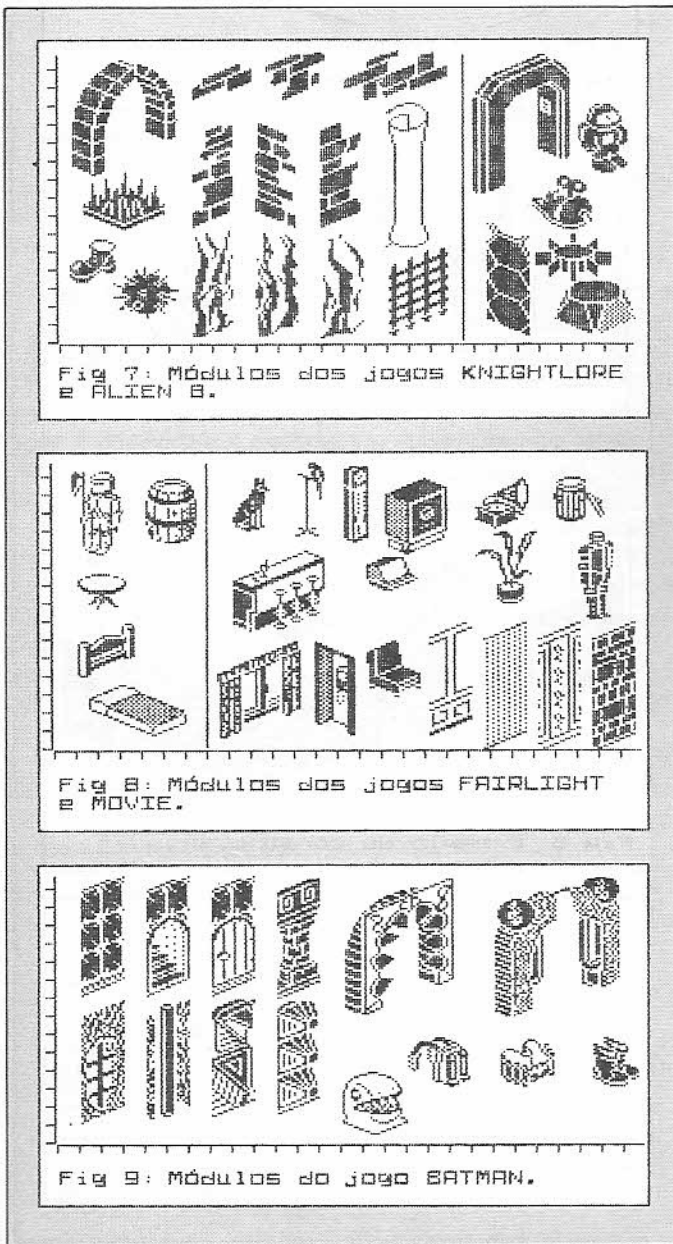 Fig 7: Módulos dos jogos KNIGHTLORE
e ALIEN 8.
Fig 8: Módulos dos jogos FAIRLIGHT
e MOVIE.
Fig 9: Módulos do jogo BATMAN.